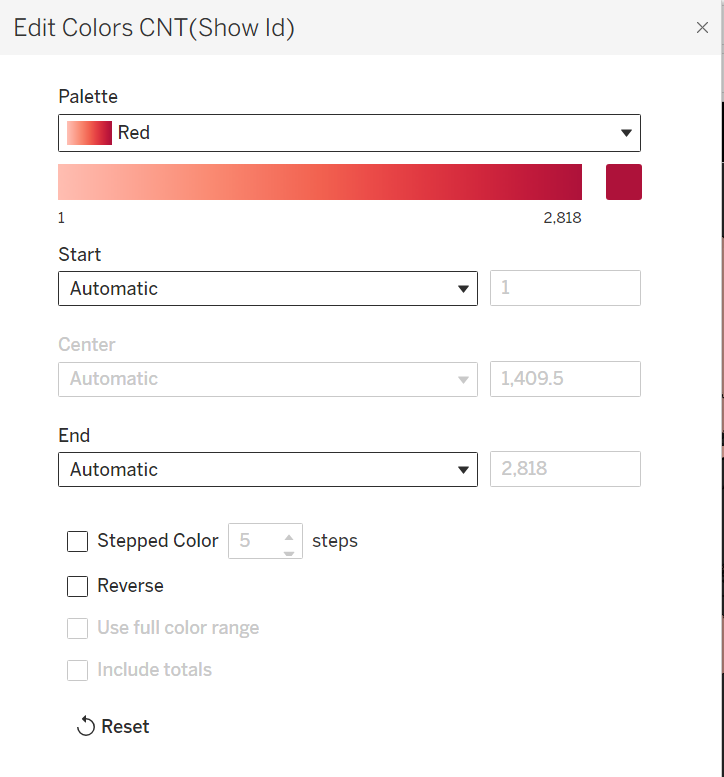 Edit Colors CNT(Show Id)
Palette
Red
1 2,818
Start
Automatic 1
Center
Automatic 1,409.5
End
Automatic 2,818
Stepped Color 5 steps
Reverse
Use full color range
Include totals
Reset